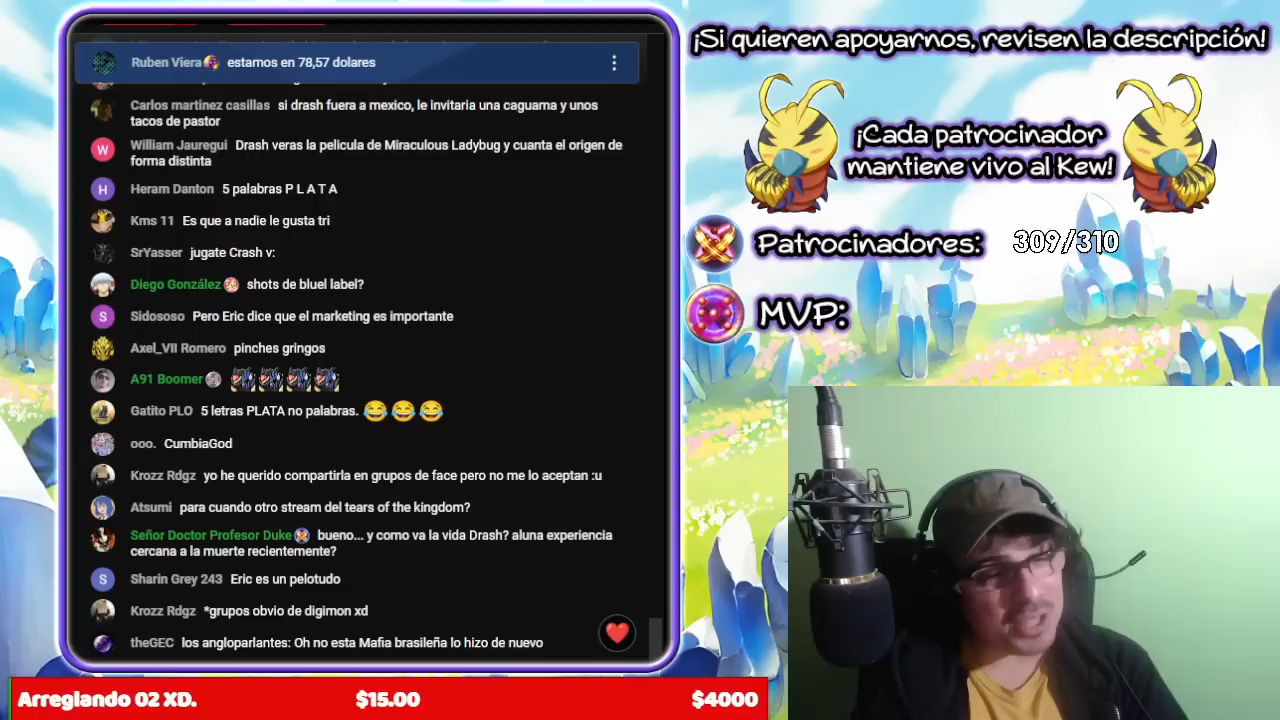 Ruben Viera estamos en 78,57 dolares
Carlos martinez casillas si drash fuera a mexico, le invitaria una caguama y unos
tacos de pastor
W William Jauregui Drash veras la pelicula de Miraculous Ladybug y cuanta el origen de
forma distinta
H Heram Danton 5 palabras P L A T A
Kms 11 Es que a nadie le gusta tri
SrYasser jugate Crash v:
Diego González shots de bluel label?
S Sidososo Pero Eric dice que el marketing es importante
Axel_VII Romero pinches gringos
A91 Boomer
Gatito PLO 5 letras PLATA no palabras. 😂😂😂
ooo. CumbiaGod
Krozz Rdgz yo he querido compartirla en grupos de face pero no me lo aceptan :u
Atsumi para cuando otro stream del tears of the kingdom?
Señor Doctor Profesor Duke bueno... y como va la vida Drash? aluna experiencia
cercana a la muerte recientemente?
S Sharin Grey 243 Eric es un pelotudo
Krozz Rdgz *grupos obvio de digimon xd
theGEC los angloparlantes: Oh no esta Mafia brasileña lo hizo de nuevo
Arreglando 02 XD. $15.00 $4000
¡Si quieren apoyarnos, revisen la descripción!
¡Cada patrocinador
mantiene vivo al Kew!
Patrocinadores: 309/310
MVP: